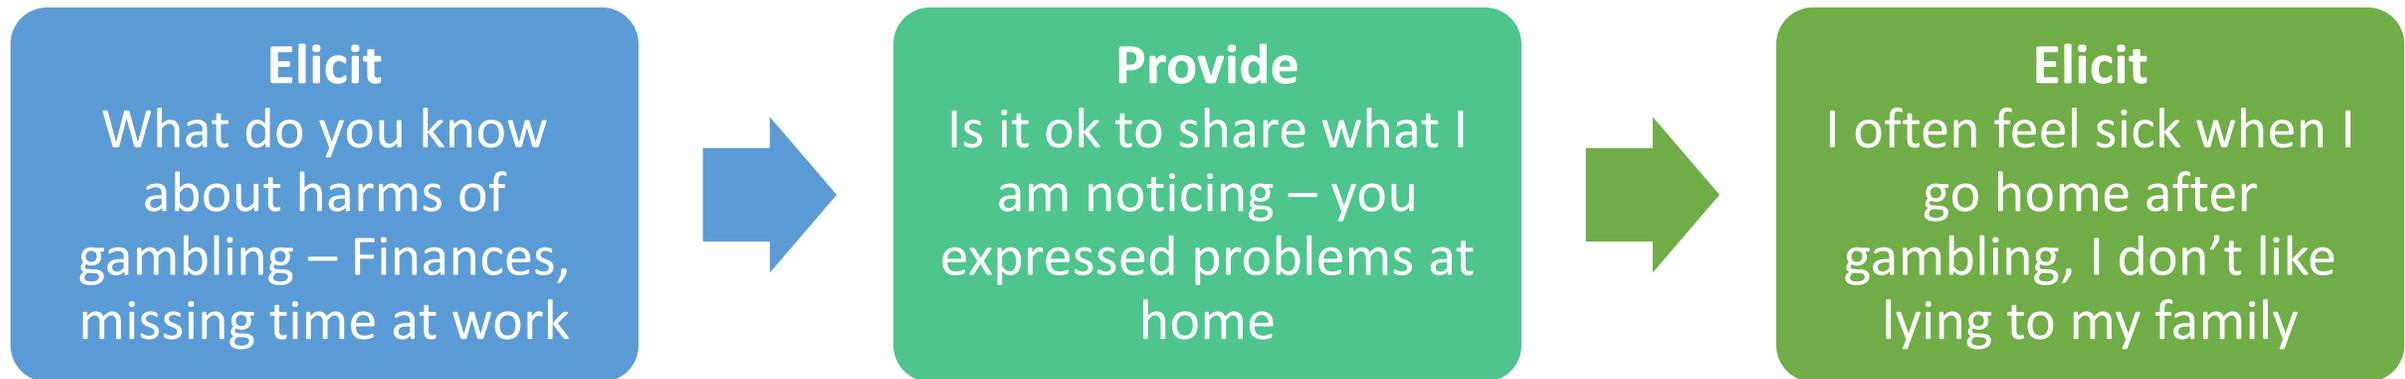 Elicit
What do you know
about harms of
gambling – Finances,
missing time at work
Provide
Is it ok to share what I
am noticing – you
expressed problems at
home
Elicit
I often feel sick when I
go home after
gambling, I don’t like
lying to my family